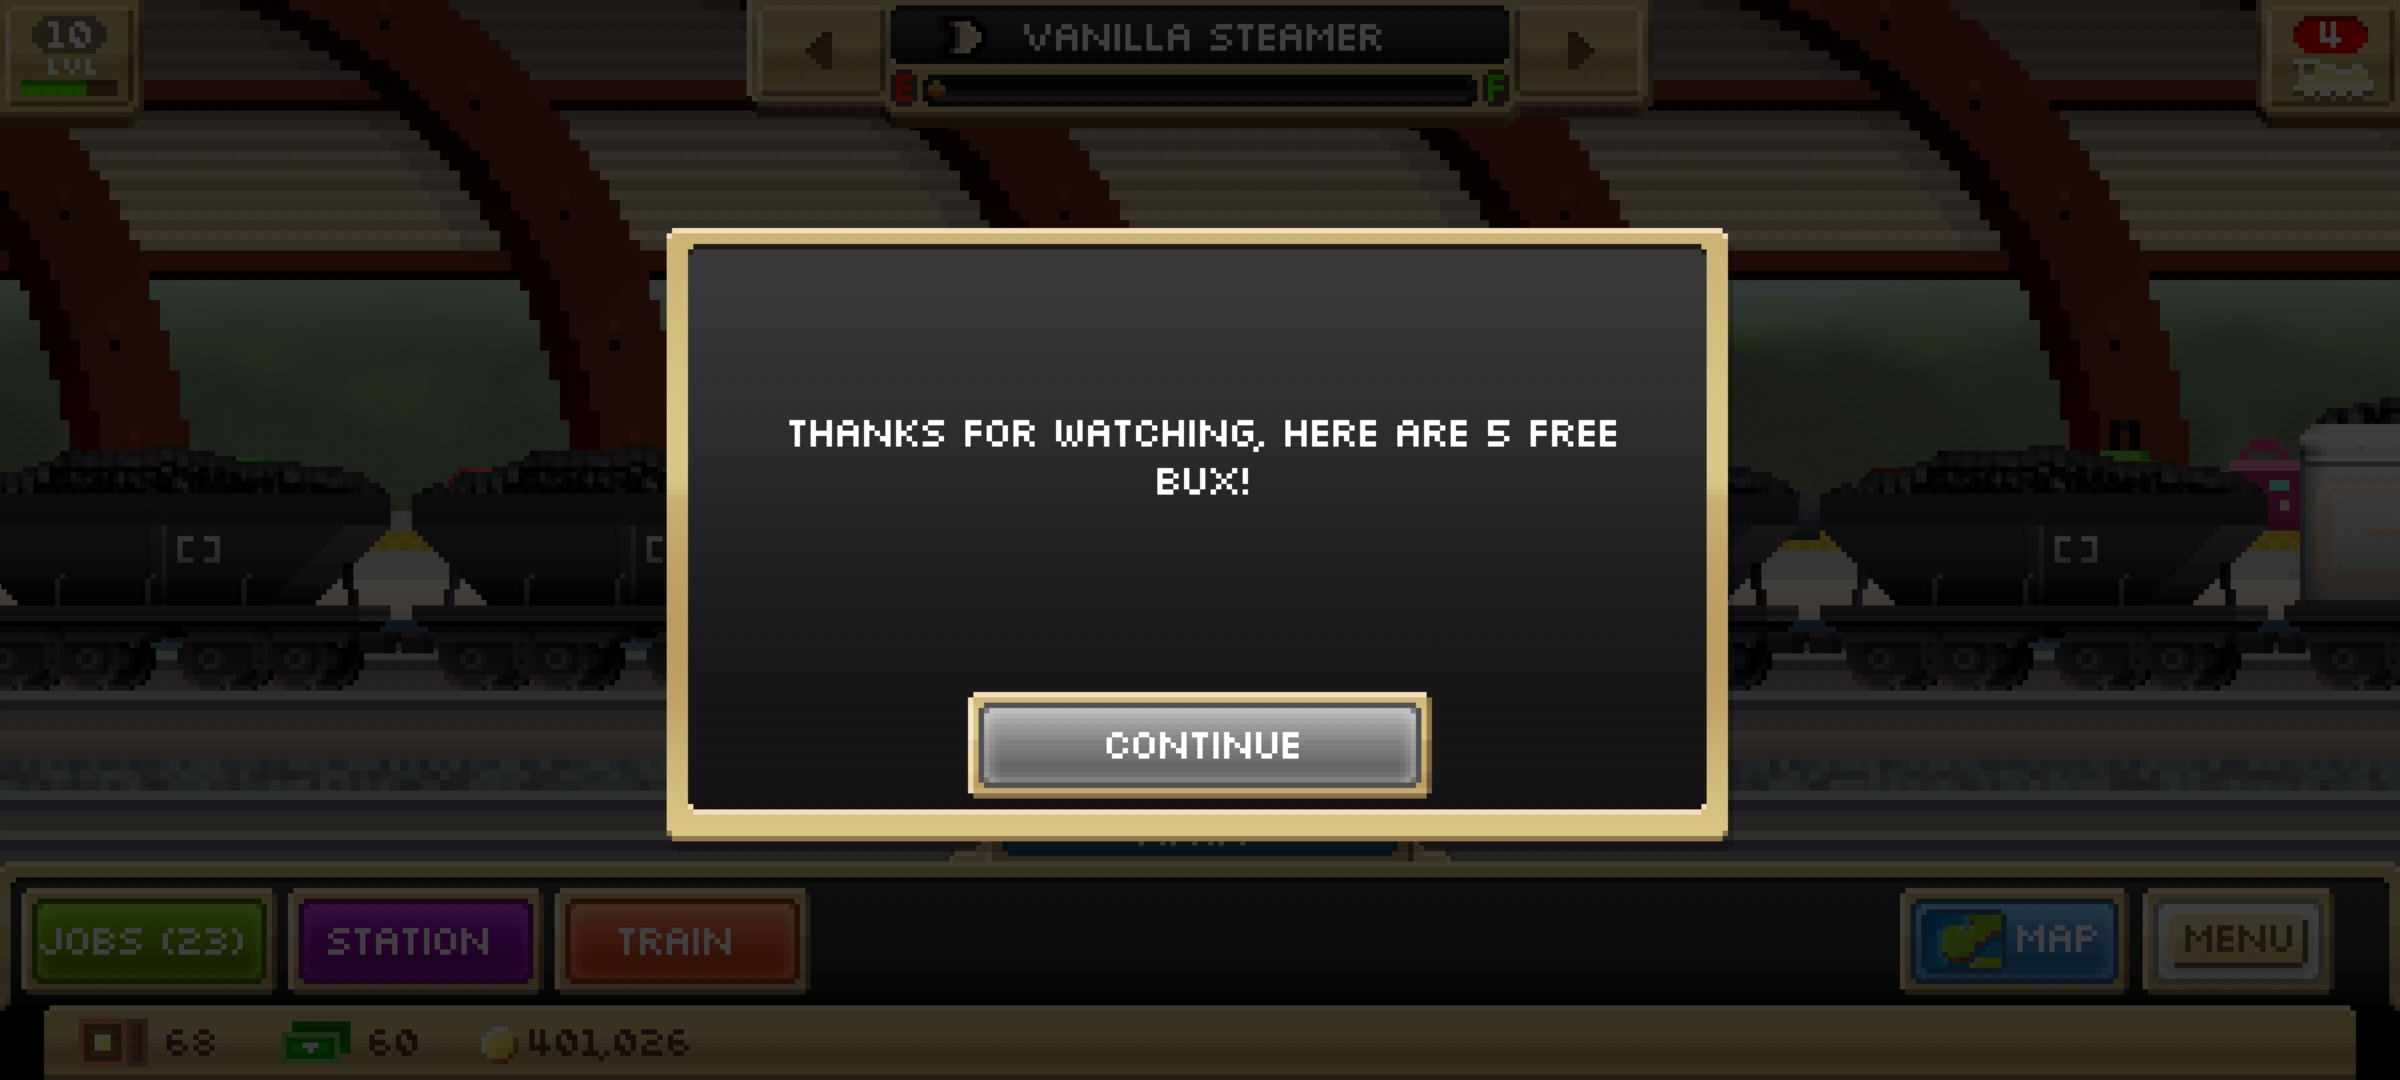 10
LVL
VANILLA STEAMER
E F
4
THANKS FOR WATCHING, HERE ARE 5 FREE
BUX!
CONTINUE
JOBS (23)
STATION
TRAIN
MAP
MENU
68
60
401,026